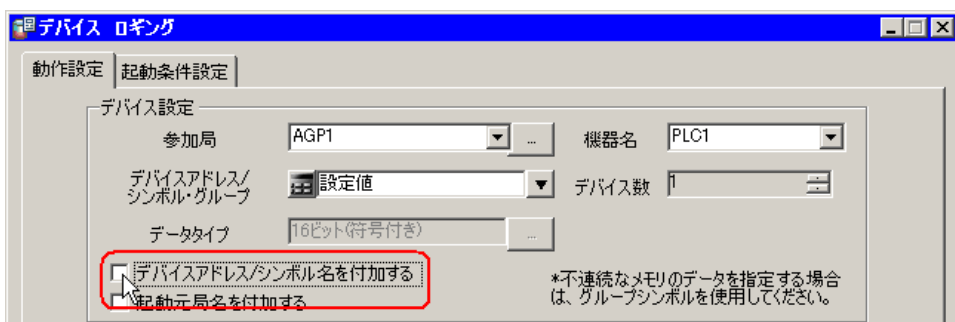 デバイス ロギング
動作設定 起動条件設定
デバイス設定
参加局 AGP1 ... 機器名 PLC1
デバイスアドレス/
シンボル・グループ 設定値 デバイス数 1
データタイプ 16ビット(符号付き) ...
デバイスアドレス/シンボル名を付加する
起動元局名を付加する
*不連続なメモリのデータを指定する場合
は、グループシンボルを使用してください。